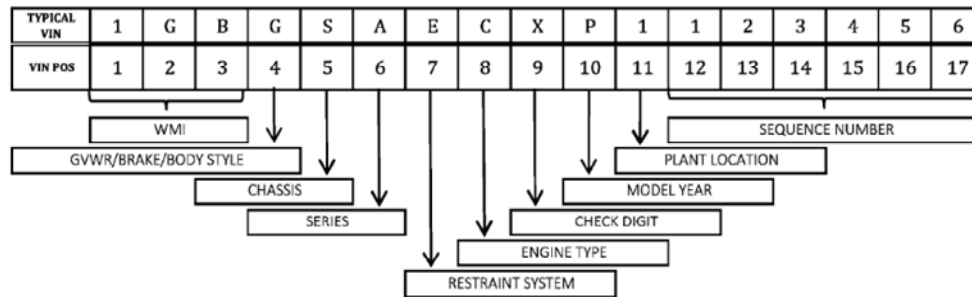 TYPICAL VIN 1 G B G S A E C X P 1 1 2 3 4 5 6
VIN POS 1 2 3 4 5 6 7 8 9 10 11 12 13 14 15 16 17
WMI SEQUENCE NUMBER
GVWR/BRAKE/BODY STYLE PLANT LOCATION
CHASSIS MODEL YEAR
SERIES CHECK DIGIT
ENGINE TYPE
RESTRAINT SYSTEM